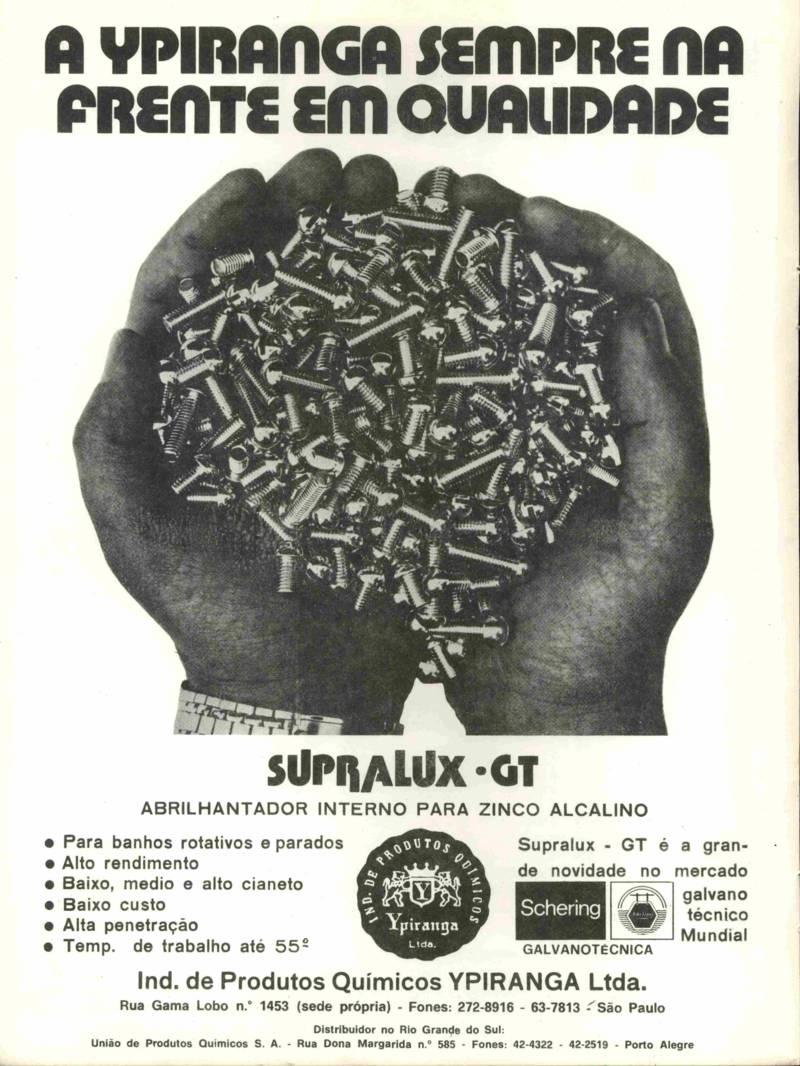 A YPIRANGA SEMPRE NA
FRENTE EM QUALIDADE
SUPRALUX · GT
ABRILHANTADOR INTERNO PARA ZINCO ALCALINO
● Para banhos rotativos e parados
● Alto rendimento
● Baixo, medio e alto cianeto
● Baixo custo
● Alta penetração
● Temp. de trabalho até 55º
IND. DE PRODUTOS QUÍMICOS
Y
Ypiranga
Ltda.
Supralux - GT é a gran-
de novidade no mercado
galvano
técnico
Mundial
Schering
GALVANOTÉCNICA
Ind. de Produtos Químicos YPIRANGA Ltda.
Rua Gama Lobo n.° 1453 (sede própria) - Fones: 272-8916 - 63-7813 - São Paulo
Distribuidor no Rio Grande do Sul:
União de Produtos Quimicos S. A. - Rua Dona Margarida n.º 585 - Fones: 42-4322 - 42-2519 - Porto Alegre